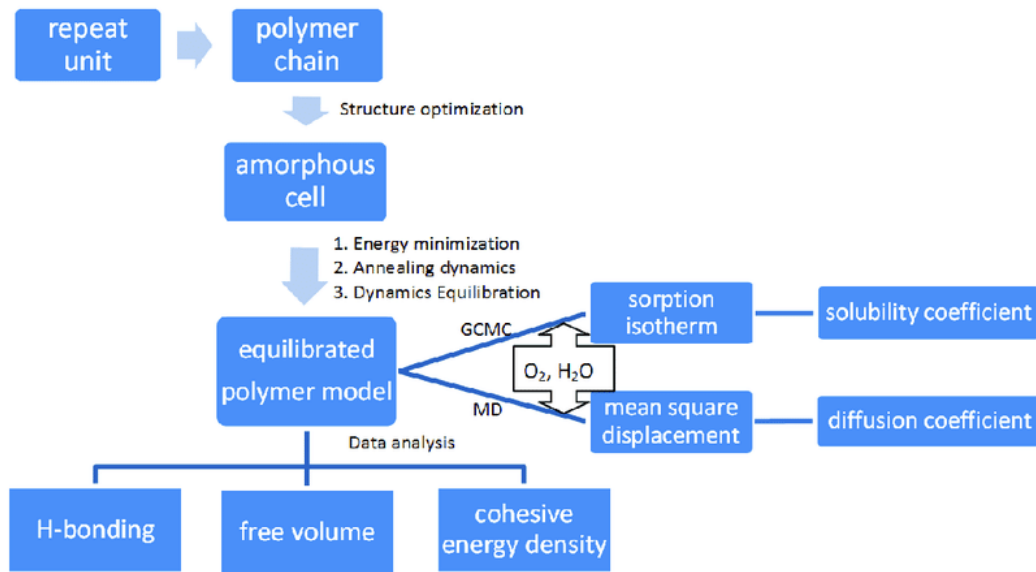 repeat
unit
polymer
chain
Structure optimization
amorphous
cell
1. Energy minimization
2. Annealing dynamics
3. Dynamics Equilibration
equilibrated
polymer model
GCMC
MD
O₂, H₂O
sorption
isotherm
solubility coefficient
mean square
displacement
diffusion coefficient
Data analysis
H-bonding
free volume
cohesive
energy density